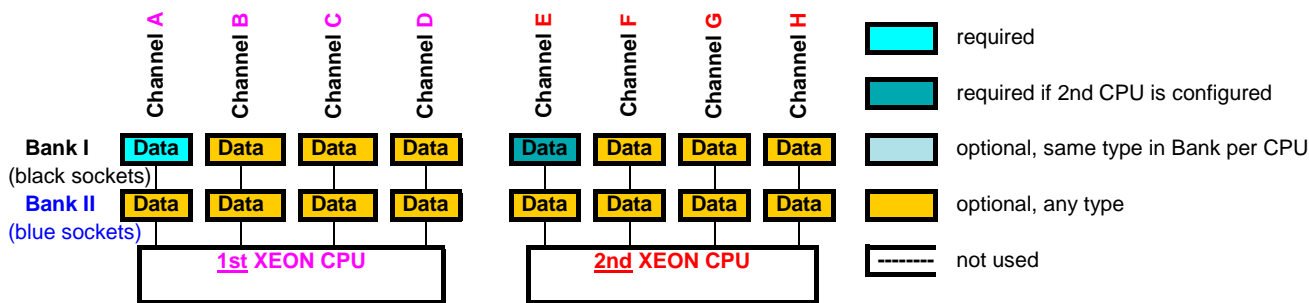 Channel A
Channel B
Channel C
Channel D
Channel E
Channel F
Channel G
Channel H
Bank I
(black sockets)
Data Data Data Data Data Data Data Data
Bank II
(blue sockets)
Data Data Data Data Data Data Data Data
1st XEON CPU
2nd XEON CPU
required
required if 2nd CPU is configured
optional, same type in Bank per CPU
optional, any type
-------- not used